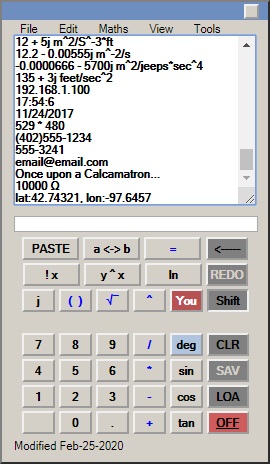 File Edit Maths View Tools
12 + 5j m^2/S^-3*ft
12.2 - 0.00555j m^-2/s
-0.0000666 - 5700j m^2/jeeps*sec^4
135 + 3j feet/sec^2
192.168.1.100
17:54:6
11/24/2017
529 * 480
(402)555-1234
555-3241
email@email.com
Once upon a Calcamatron...
10000 Ω
lat:42.74321, lon:-97.6457
PASTE a <-> b = <-----
! x y ^ x ln REDO
j ( ) √‾ ^ You Shift
7 8 9 / deg CLR
4 5 6 * sin SAV
1 2 3 - cos LOA
0 . + tan OFF
Modified Feb-25-2020